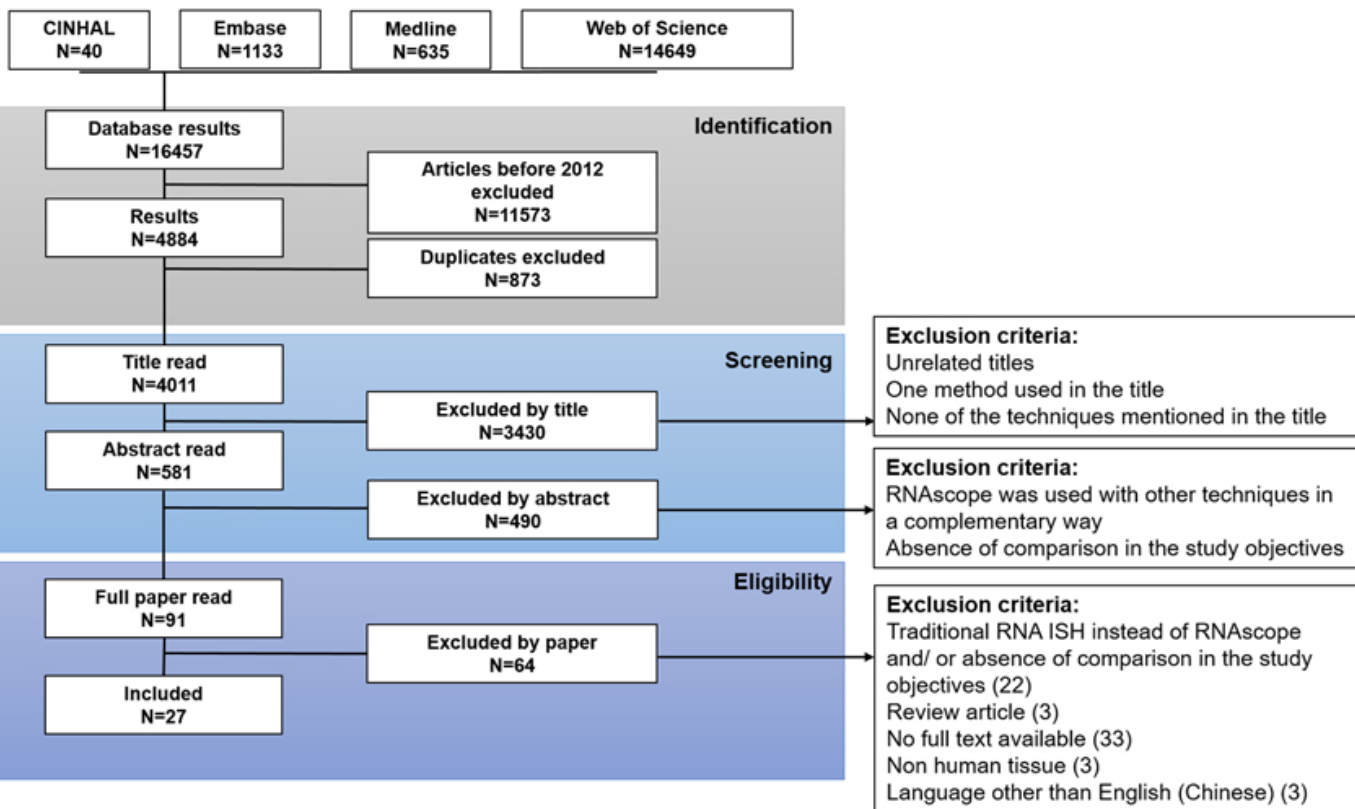 CINHAL
N=40
Embase
N=1133
Medline
N=635
Web of Science
N=14649
Identification
Database results
N=16457
Articles before 2012
excluded
N=11573
Results
N=4884
Duplicates excluded
N=873
Screening
Title read
N=4011
Excluded by title
N=3430
Exclusion criteria:
Unrelated titles
One method used in the title
None of the techniques mentioned in the title
Abstract read
N=581
Excluded by abstract
N=490
Exclusion criteria:
RNAscope was used with other techniques in
a complementary way
Absence of comparison in the study objectives
Eligibility
Full paper read
N=91
Excluded by paper
N=64
Exclusion criteria:
Traditional RNA ISH instead of RNAscope
and/ or absence of comparison in the study
objectives (22)
Review article (3)
No full text available (33)
Non human tissue (3)
Language other than English (Chinese) (3)
Included
N=27